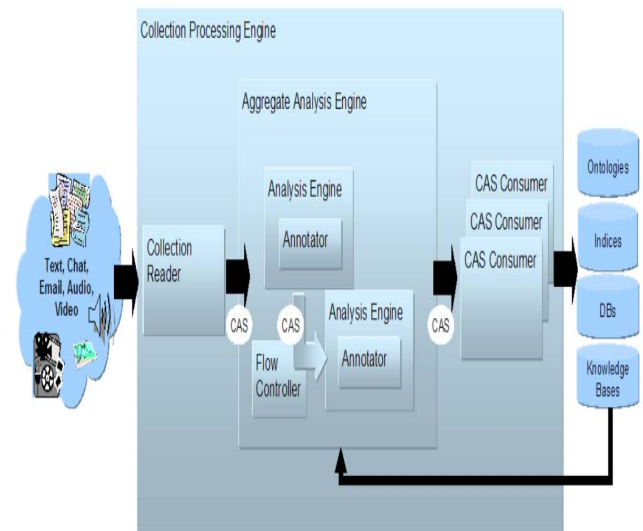 Collection Processing Engine
Aggregate Analysis Engine
Text, Chat,
Email, Audio,
Video
Collection
Reader
CAS
Analysis Engine
Annotator
CAS
Flow
Controller
Analysis Engine
Annotator
CAS
CAS Consumer
CAS Consumer
CAS Consumer
Ontologies
Indices
DBs
Knowledge
Bases